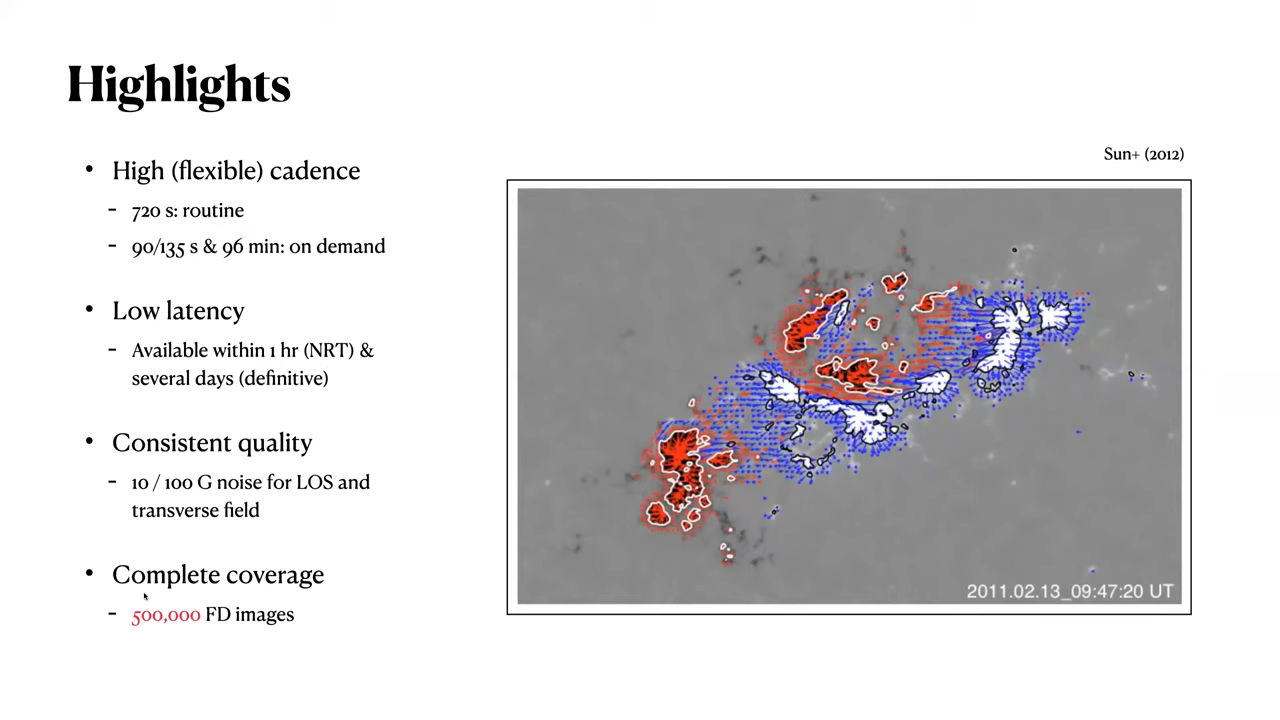 Highlights
• High (flexible) cadence
- 720 s: routine
- 90/135 s & 96 min: on demand
• Low latency
- Available within 1 hr (NRT) &
several days (definitive)
• Consistent quality
- 10 / 100 G noise for LOS and
transverse field
• Complete coverage
- 500,000 FD images
Sun+ (2012)
2011.02.13_09:47:20 UT